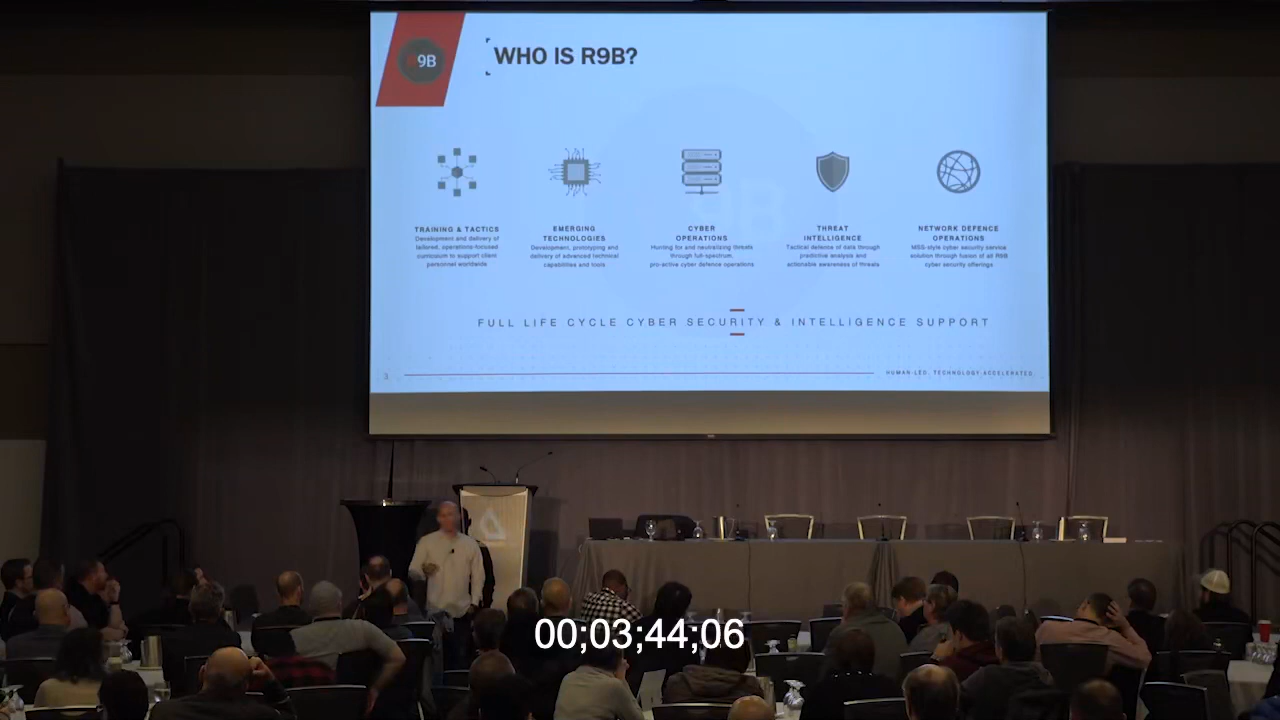 R9B
WHO IS R9B?
TRAINING & TACTICS
Development and delivery of
tailored, operations-focused
curriculum to support client
personnel worldwide
EMERGING
TECHNOLOGIES
Development, prototyping and
delivery of advanced technical
capabilities and tools
CYBER
OPERATIONS
Hunting for and neutralizing threats
through full-spectrum,
pro-active cyber defence operations
THREAT
INTELLIGENCE
Tactical defence of data through
predictive analysis and
actionable awareness of threats
NETWORK DEFENCE
OPERATIONS
MSS-style cyber security service
solution through fusion of all R9B
cyber security offerings
FULL LIFE CYCLE CYBER SECURITY & INTELLIGENCE SUPPORT
3
HUMAN-LED. TECHNOLOGY-ACCELERATED.
00;03;44;06